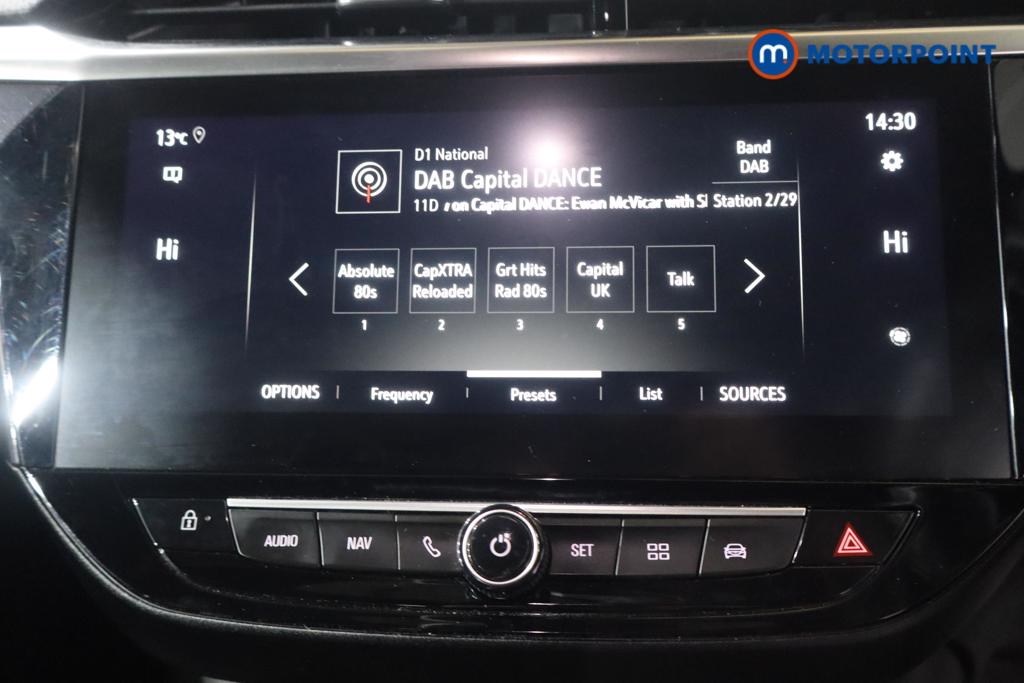 m MOTORPOINT
13°C
14:30
D1 National
DAB Capital DANCE
11D on Capital DANCE: Ewan McVicar with
Band
DAB
Station 2/29
Hi
Hi
Absolute
80s
CapXTRA
Reloaded
Grt Hits
Rad 80s
Capital
UK
Talk
1 2 3 4 5
OPTIONS Frequency Presets List SOURCES
AUDIO NAV SET